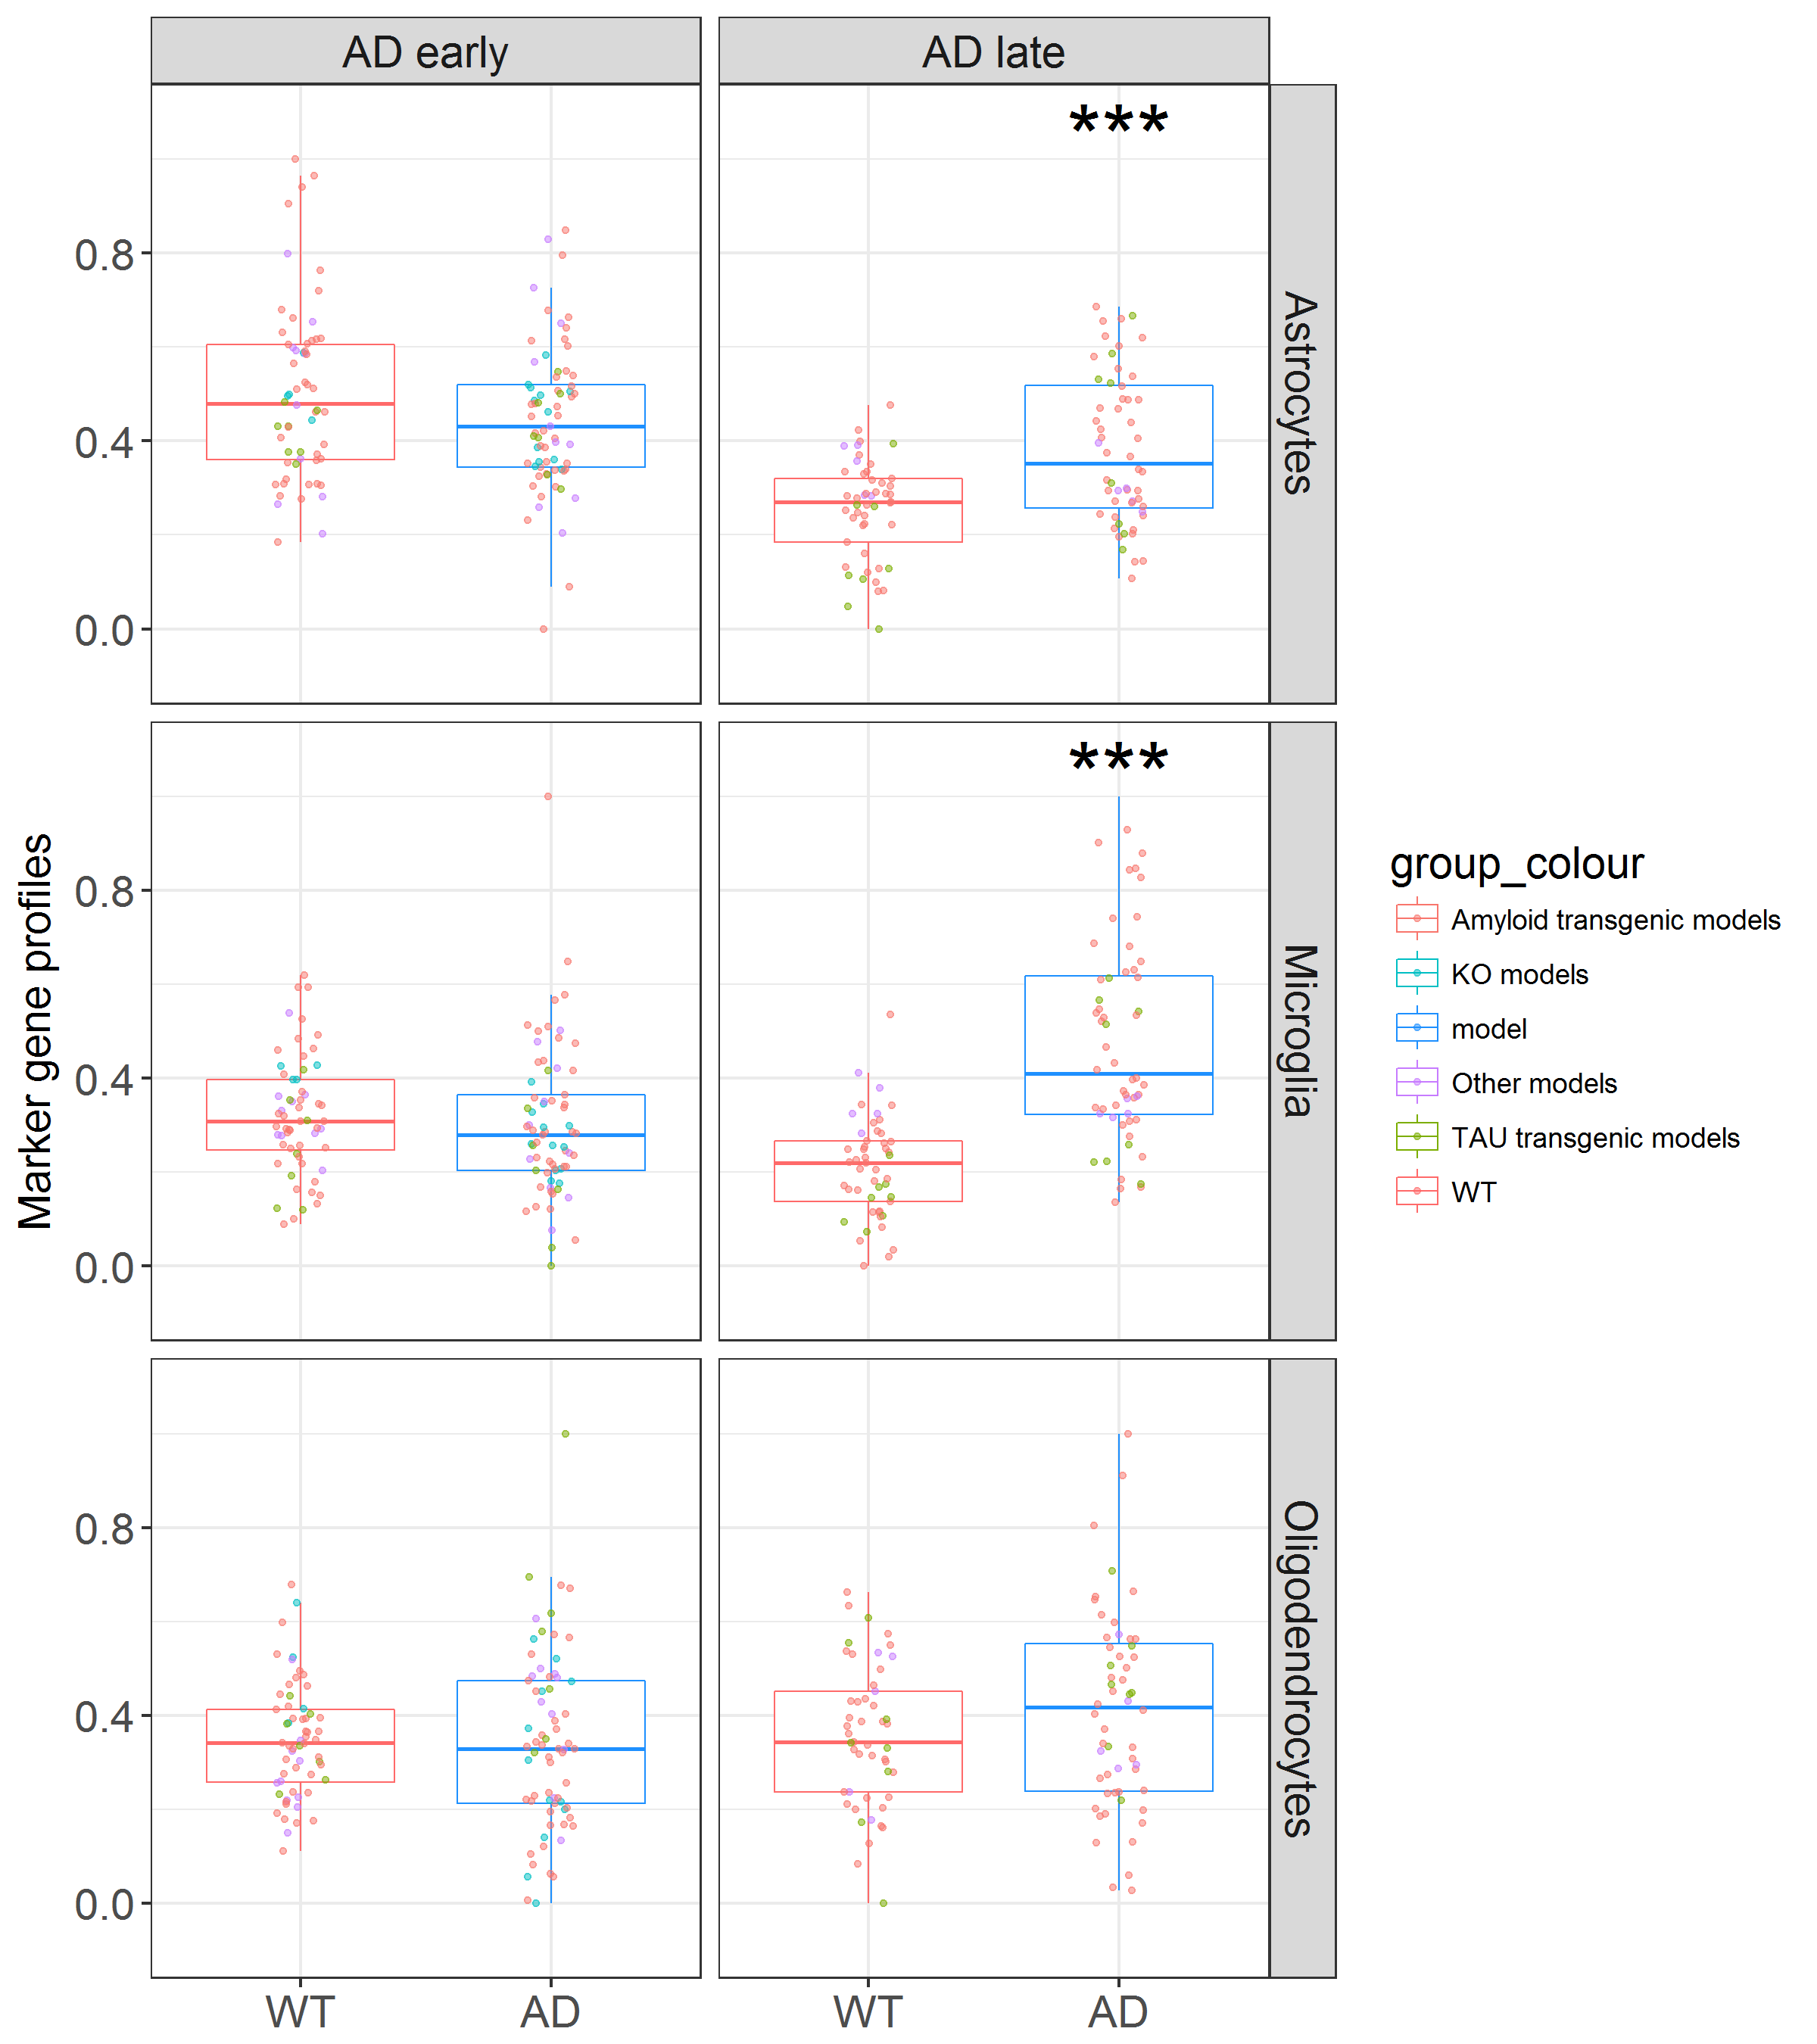 AD early
AD late
***
0.8
0.4
0.0
Astrocytes
***
0.8
0.4
0.0
Microglia
Marker gene profiles
0.8
0.4
0.0
Oligodendrocytes
WT
AD
WT
AD
group_colour
Amyloid transgenic models
KO models
model
Other models
TAU transgenic models
WT